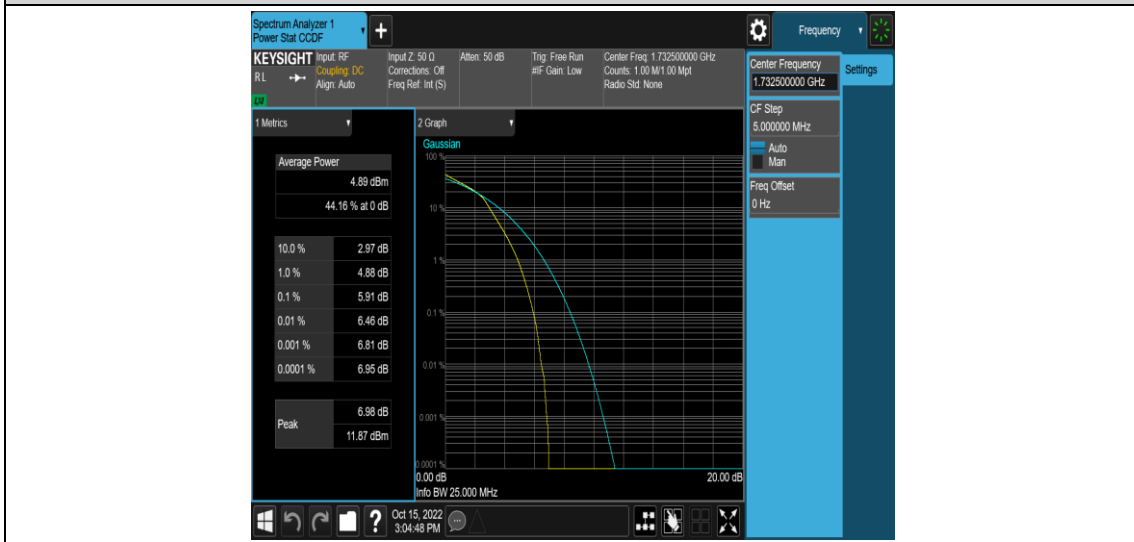 Spectrum Analyzer 1
Power Stat CCDF
+
Frequency
KEYSIGHT
RL
LXI
Input: RF
Coupling: DC
Align: Auto
Input Z: 50 Ω
Corrections: Off
Freq Ref: Int (S)
Atten: 50 dB
Trig: Free Run
#IF Gain: Low
Center Freq: 1.732500000 GHz
Counts: 1.00 M/1.00 Mpt
Radio Std: None
Center Frequency
1.732500000 GHz
Settings
CF Step
5.000000 MHz
Auto
Man
Freq Offset
0 Hz
1 Metrics
Average Power
4.89 dBm
44.16 % at 0 dB
10.0 % 2.97 dB
1.0 % 4.88 dB
0.1 % 5.91 dB
0.01 % 6.46 dB
0.001 % 6.81 dB
0.0001 % 6.95 dB
Peak
6.98 dB
11.87 dBm
2 Graph
Gaussian
100 %
10 %
1 %
0.1 %
0.01 %
0.001 %
0.0001 %
0.00 dB 20.00 dB
Info BW 25.000 MHz
?
Oct 15, 2022
3:04:48 PM